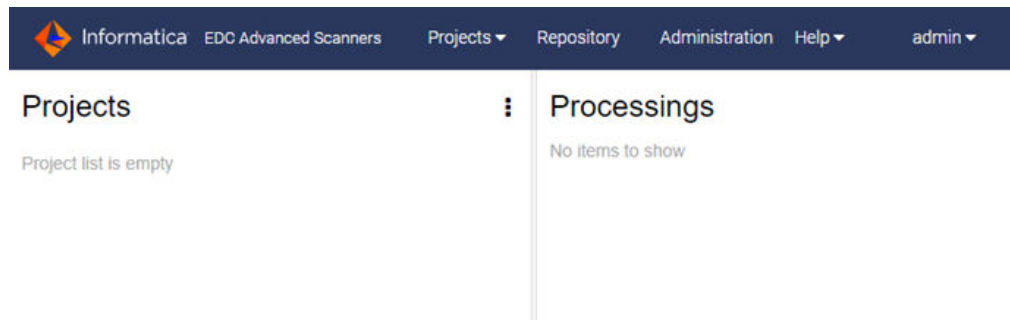 Informatica EDC Advanced Scanners Projects Repository Administration Help admin
Projects
Project list is empty
Processings
No items to show